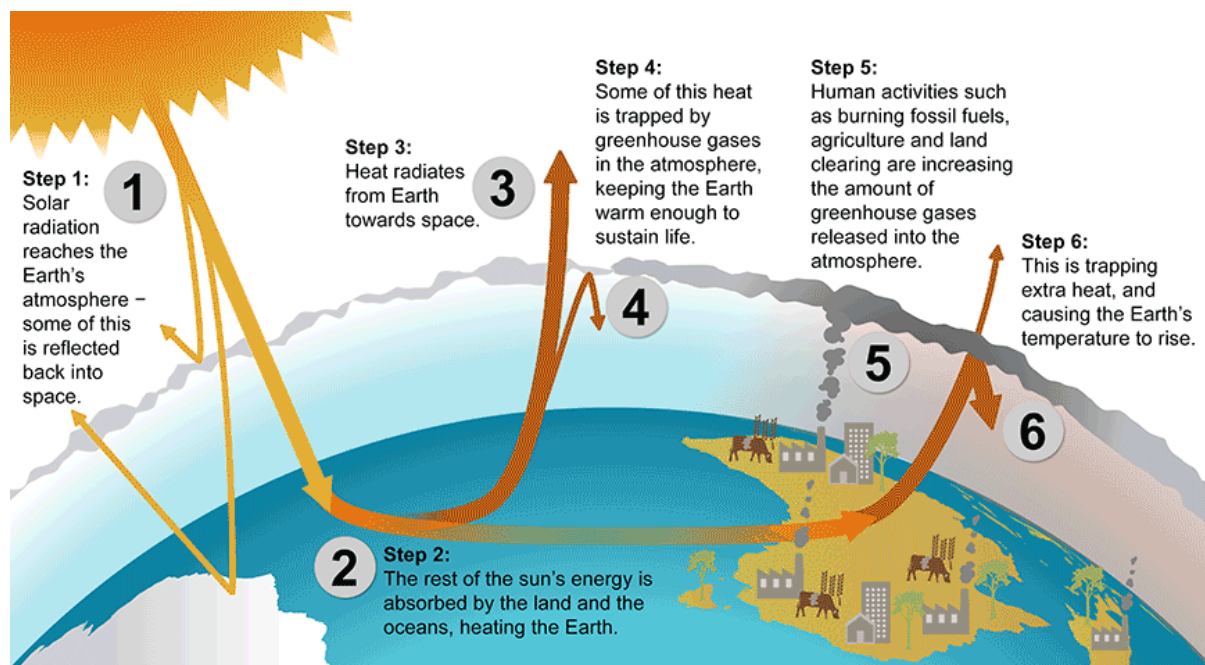 Step 1:
Solar
radiation
reaches the
Earth's
atmosphere –
some of this
is reflected
back into
space.
1
2
Step 2:
The rest of the sun's energy is
absorbed by the land and the
oceans, heating the Earth.
Step 3:
Heat radiates
from Earth
towards space.
3
Step 4:
Some of this heat
is trapped by
greenhouse gases
in the atmosphere,
keeping the Earth
warm enough to
sustain life.
4
Step 5:
Human activities such
as burning fossil fuels,
agriculture and land
clearing are increasing
the amount of
greenhouse gases
released into the
atmosphere.
5
Step 6:
This is trapping
extra heat, and
causing the Earth's
temperature to rise.
6